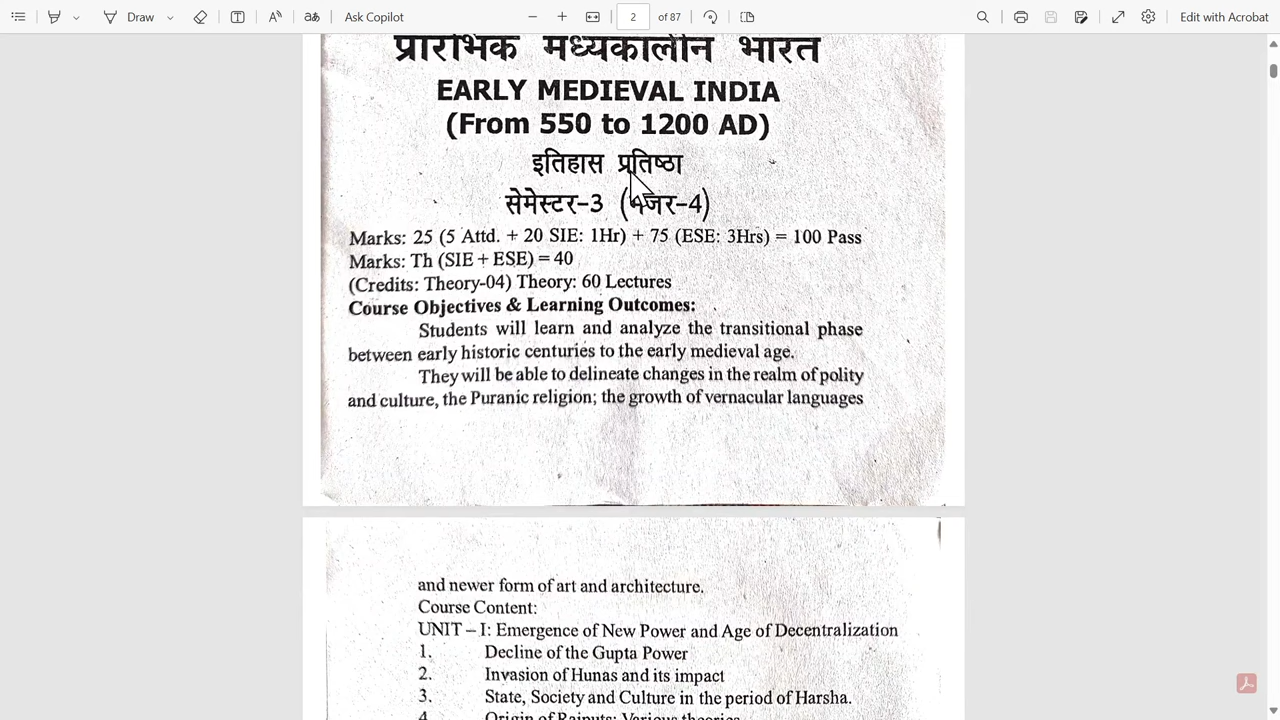 Draw
Ask Copilot
2
of 87
Edit with Acrobat
प्रारंभिक मध्यकालीन भारत
EARLY MEDIEVAL INDIA
(From 550 to 1200 AD)
इतिहास प्रतिष्ठा
सेमेस्टर-3
Marks: 25 (5 Attd. + 20 SIE: 1Hr) + 75 (ESE: 3Hrs) = 100 Pass
Marks: Th (SIE + ESE) = 40
(Credits: Theory-04) Theory: 60 Lectures
Course Objectives & Learning Outcomes:
Students will learn and analyze the transitional phase
between early historic centuries to the early medieval age.
They will be able to delineate changes in the realm of polity
and culture, the Puranic religion; the growth of vernacular languages
and newer form of art and architecture.
Course Content:
UNIT – I: Emergence of New Power and Age of Decentralization
1. Decline of the Gupta Power
2. Invasion of Hunas and its impact
3. State, Society and Culture in the period of Harsha.
4. Origin of Rajputs: Various theories